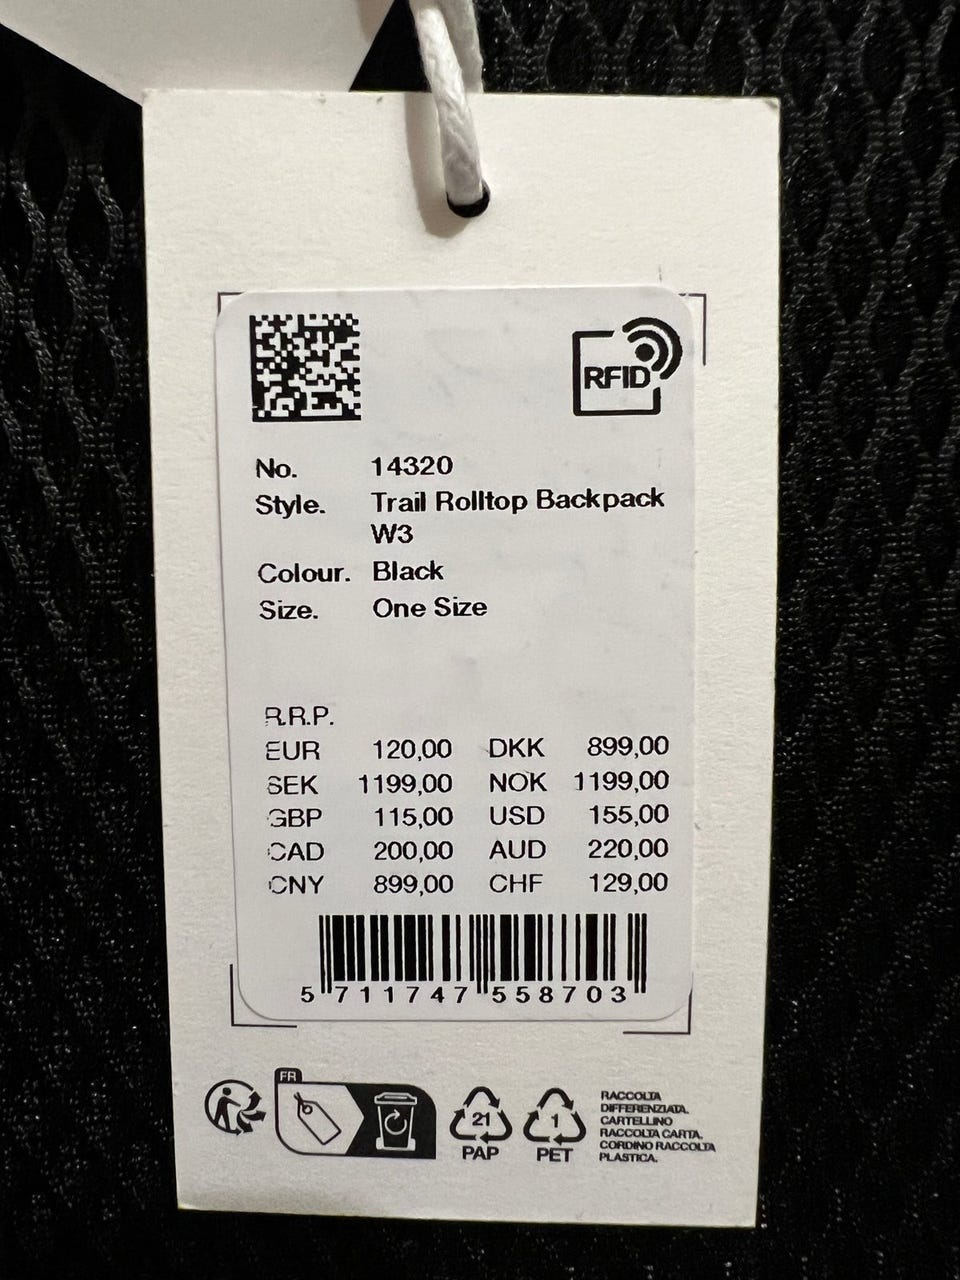 RFID
No. 14320
Style. Trail Rolltop Backpack
W3
Colour. Black
Size. One Size
R.R.P.
EUR 120,00 DKK 899,00
SEK 1199,00 NOK 1199,00
GBP 115,00 USD 155,00
CAD 200,00 AUD 220,00
CNY 899,00 CHF 129,00
5 711747 558703
FR
21
PAP
1
PET
RACCOLTA
DIFFERENZIATA.
CARTELLINO
RACCOLTA CARTA.
CORDINO RACCOLTA
PLASTICA.